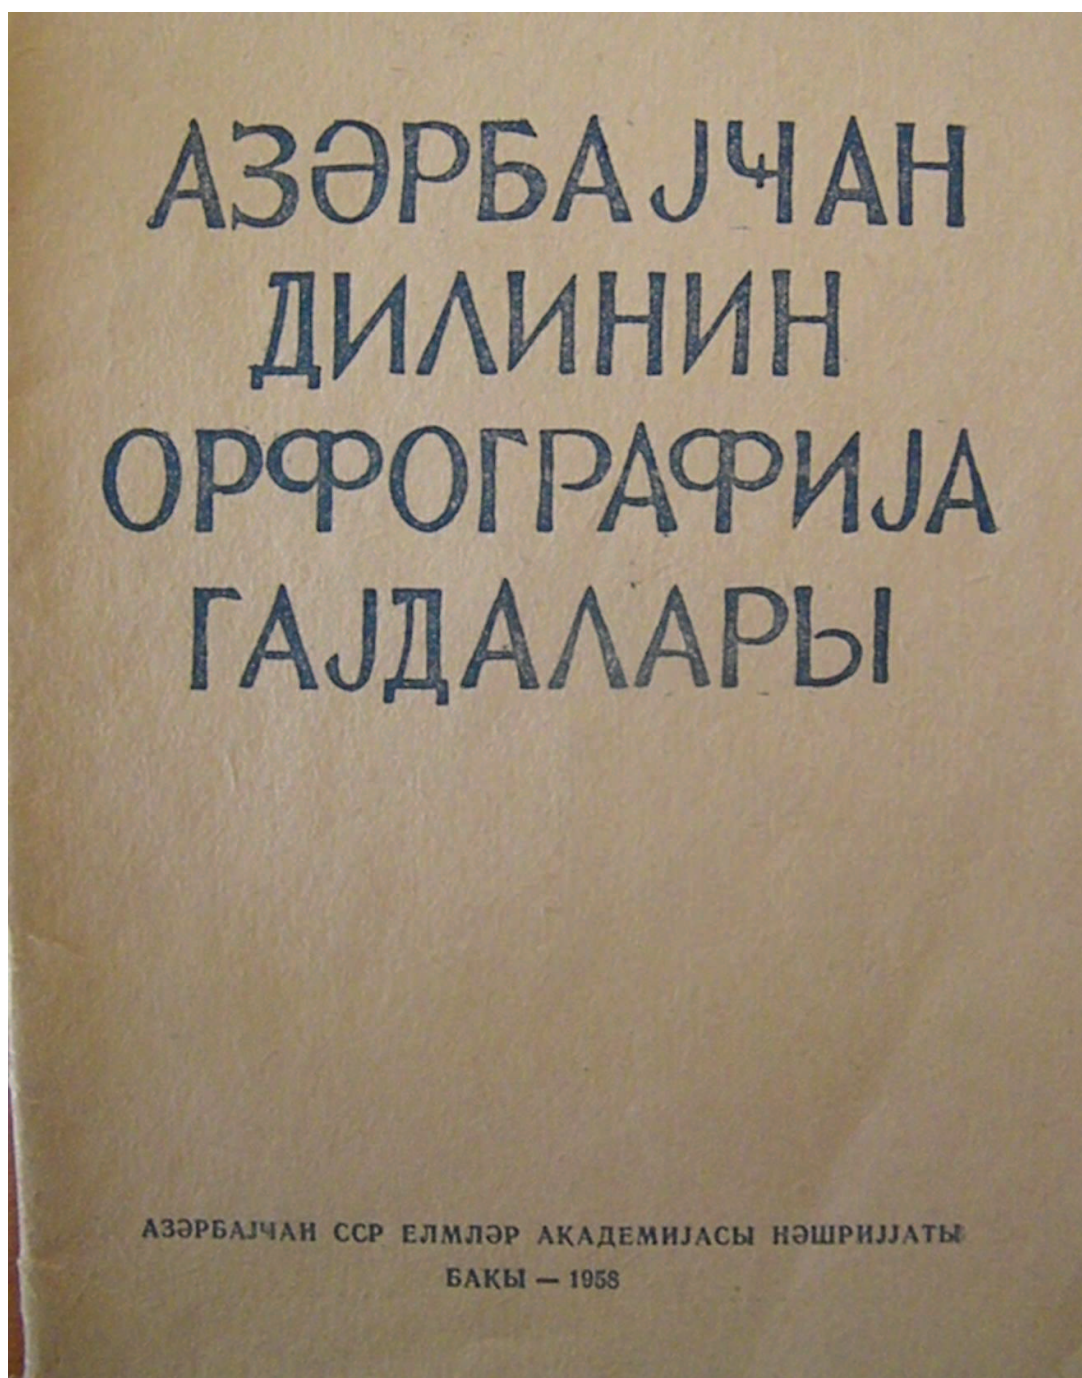 АЗӘРБАЈҸАН
ДИЛИНИН
ОРФОГРАФИЈА
ГАЈДАЛАРЫ
АЗӘРБАЈҸАН ССР ЕЛМЛӘР АКАДЕМИЈАСЫ НӘШРИЈЈАТЫ
БАКЫ — 1958